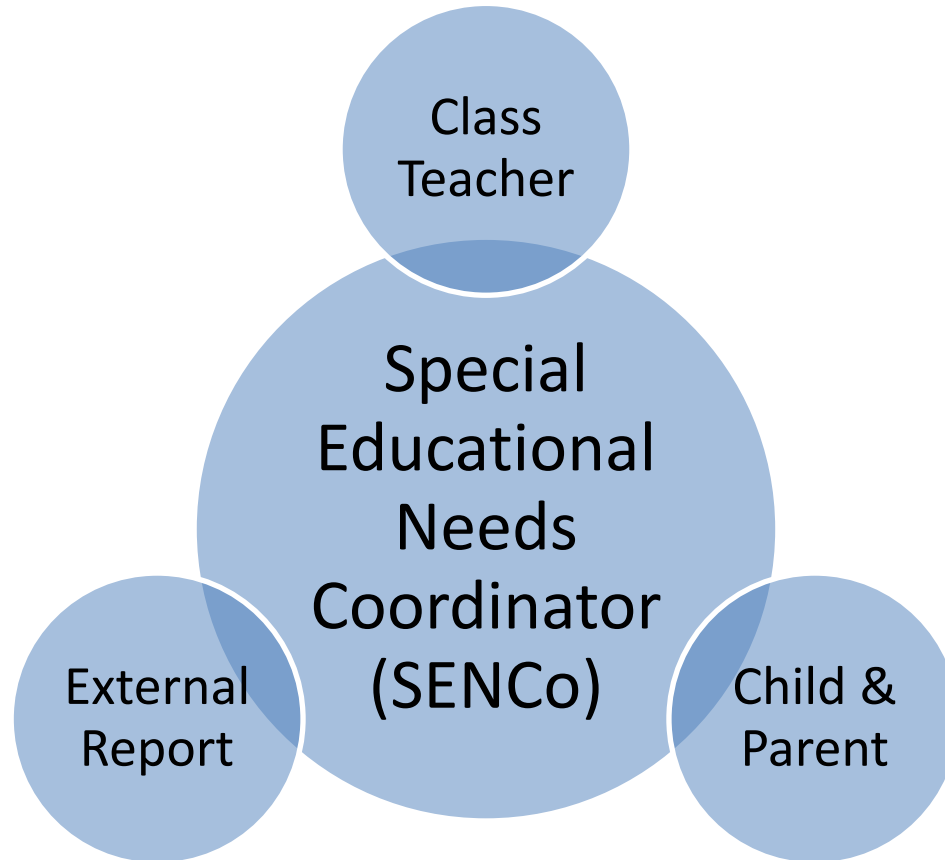 Class
Teacher
Special
Educational
Needs
Coordinator
(SENCo)
External
Report
Child &
Parent